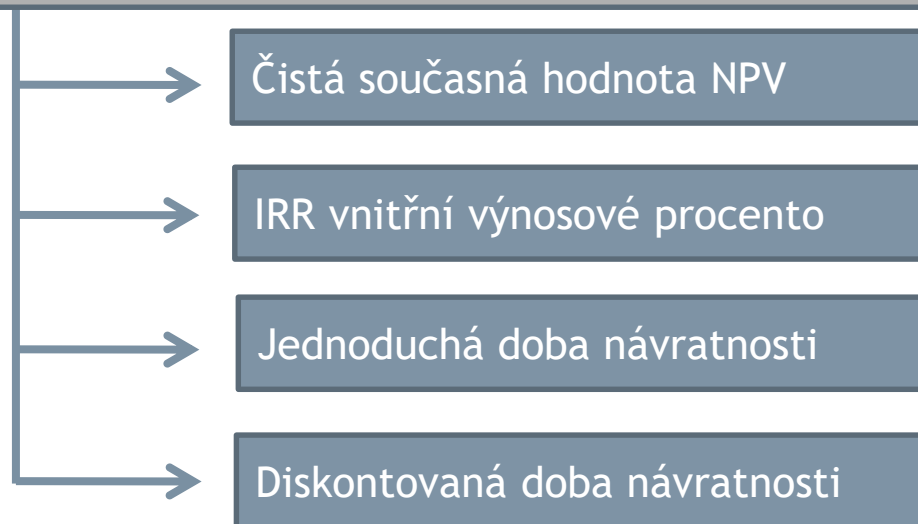 Čistá současná hodnota NPV
IRR vnitřní výnosové procento
Jednoduchá doba návratnosti
Diskontovaná doba návratnosti